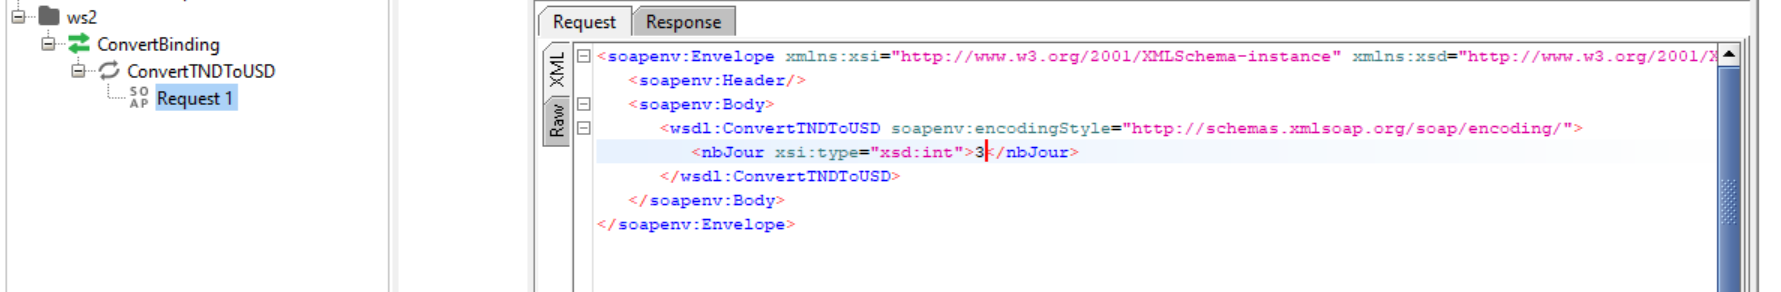 ws2
ConvertBinding
ConvertTNDToUSD
SOAP Request 1
Request Response
XML
Raw
<soapenv:Envelope xmlns:xsi="http://www.w3.org/2001/XMLSchema-instance" xmlns:xsd="http://www.w3.org/2001/X
<soapenv:Header/>
<soapenv:Body>
<wsdl:ConvertTNDToUSD soapenv:encodingStyle="http://schemas.xmlsoap.org/soap/encoding/">
<nbJour xsi:type="xsd:int">3</nbJour>
</wsdl:ConvertTNDToUSD>
</soapenv:Body>
</soapenv:Envelope>